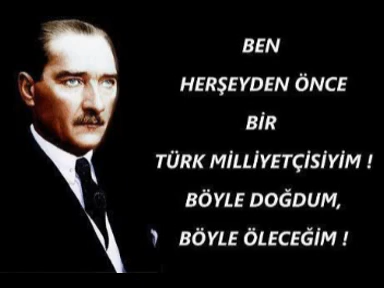 BEN
HERŞEYDEN ÖNCE
BİR
TÜRK MİLLİYETÇİSİYİM !
BÖYLE DOĞDUM,
BÖYLE ÖLECEĞİM !